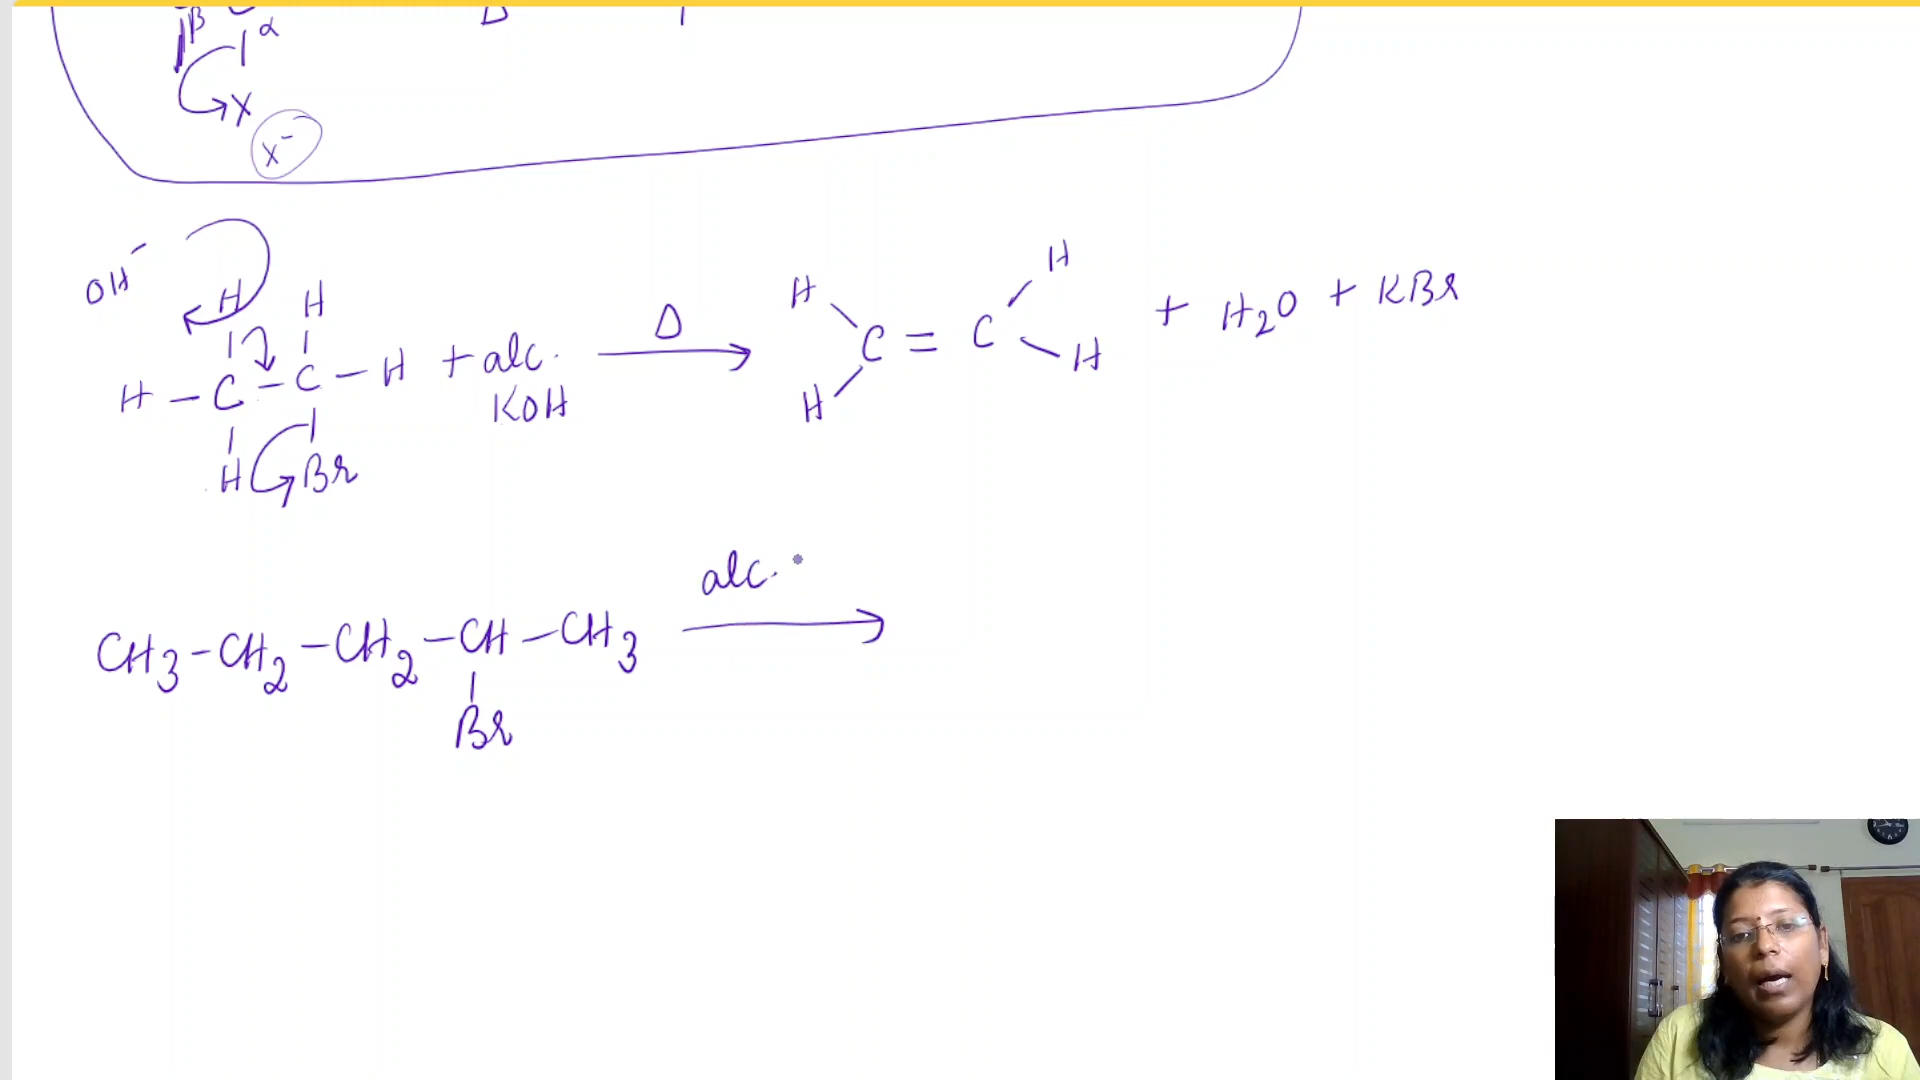 β α
Δ
X
X⁻
OH⁻
H H
H – C – C – H + alc. KOH Δ → H H C = C H H + H2O + KBr
H Br
alc.
CH3 – CH2 – CH2 – CH – CH3 →
Br